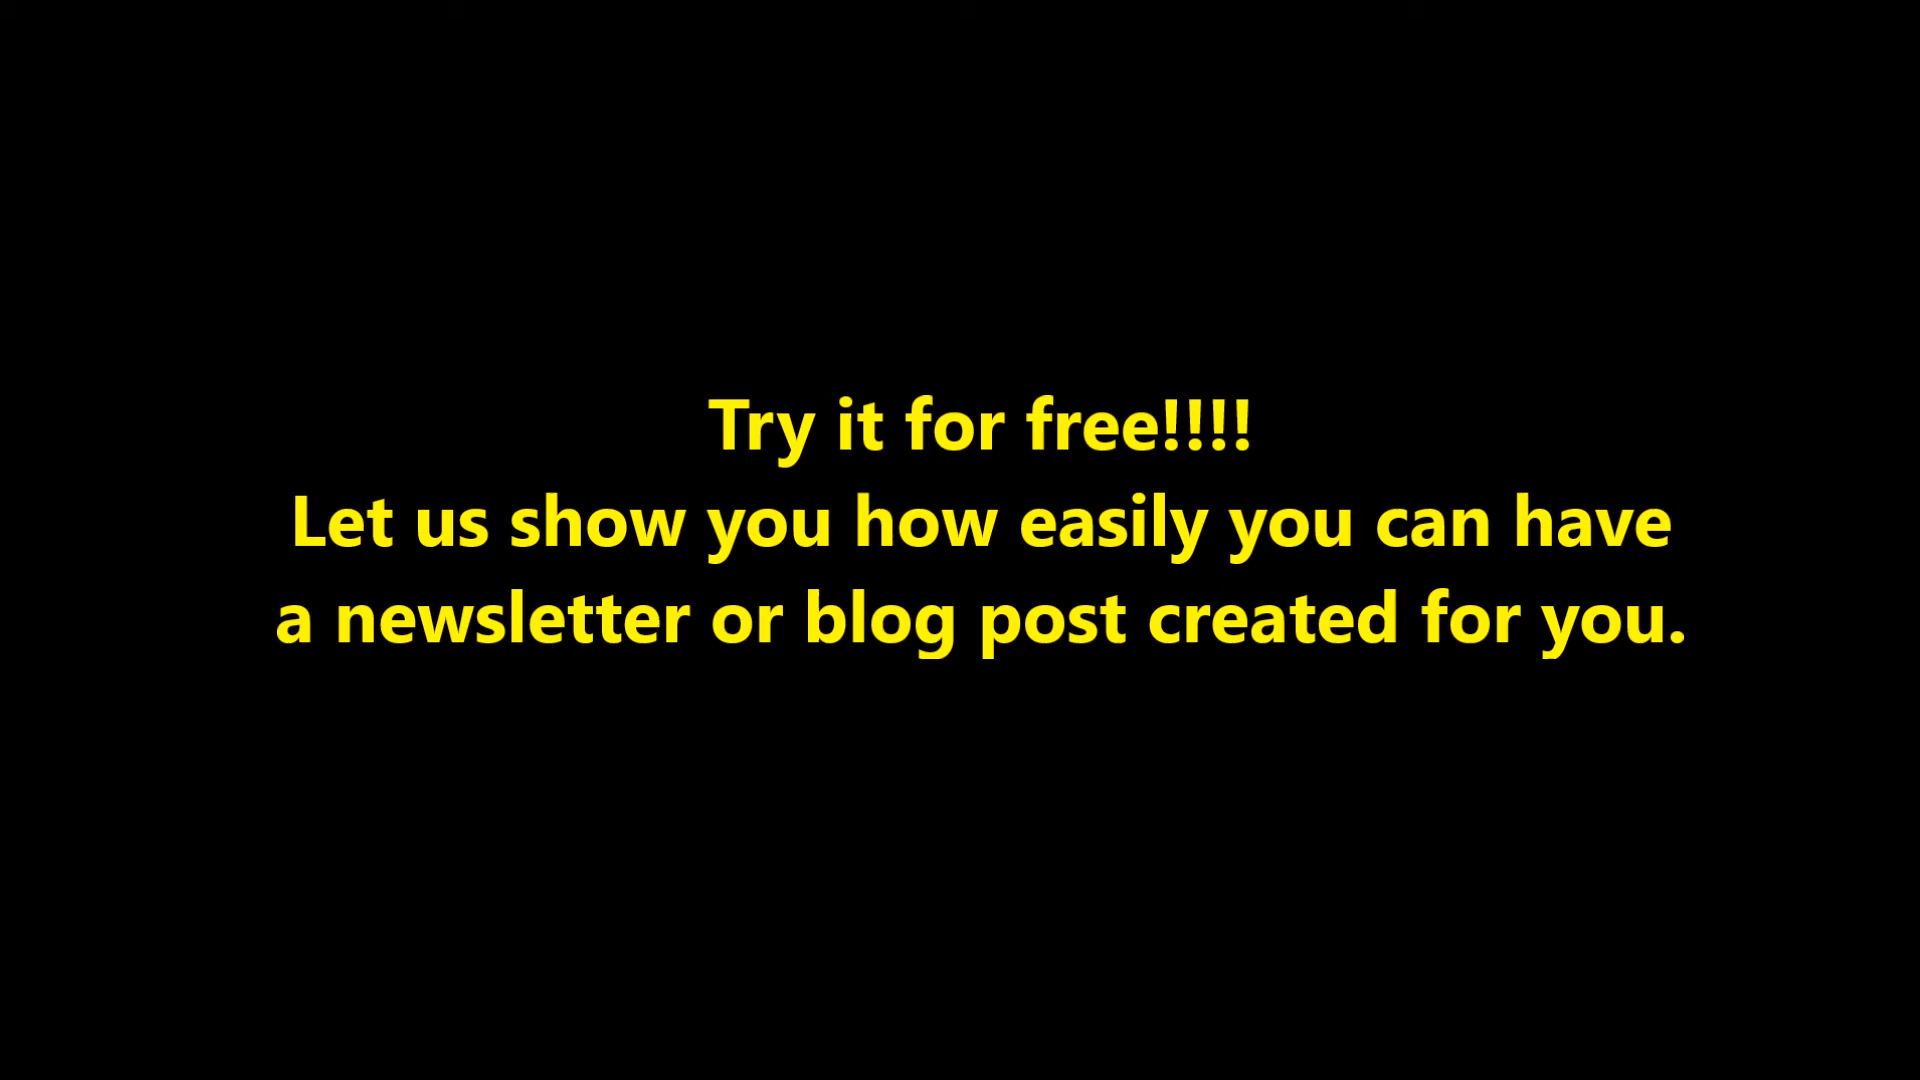 Try it for free!!!!
Let us show you how easily you can have
a newsletter or blog post created for you.